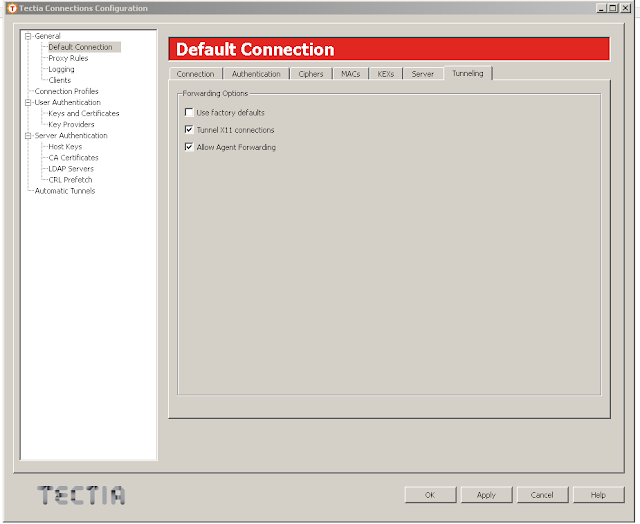 Tectia Connections Configuration
General
Default Connection
Proxy Rules
Logging
Clients
Connection Profiles
User Authentication
Keys and Certificates
Key Providers
Server Authentication
Host Keys
CA Certificates
LDAP Servers
CRL Prefetch
Automatic Tunnels
Default Connection
Connection Authentication Ciphers MACs KEXs Server Tunneling
Forwarding Options
Use factory defaults
Tunnel X11 connections
Allow Agent Forwarding
TECTIA
OK Apply Cancel Help